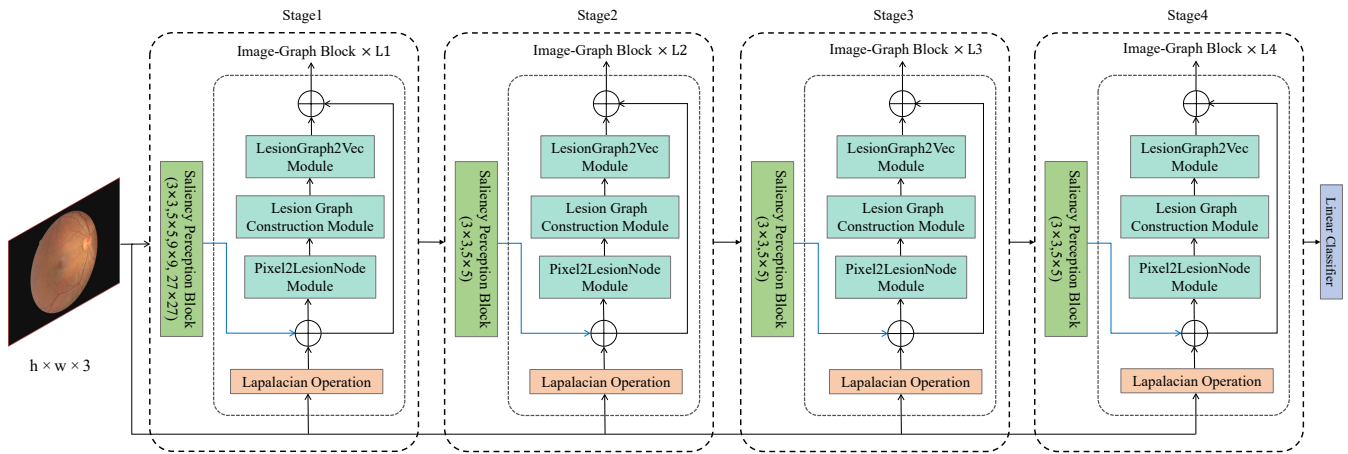 Stage1
Image-Graph Block × L1
LesionGraph2Vec
Module
Lesion Graph
Construction Module
Pixel2LesionNode
Module
Lapalacian Operation
Saliency Perception Block
(3×3,5×5,9×9, 27×27)
h × w × 3
Stage2
Image-Graph Block × L2
LesionGraph2Vec
Module
Lesion Graph
Construction Module
Pixel2LesionNode
Module
Lapalacian Operation
Saliency Perception Block
(3×3,5×5)
Stage3
Image-Graph Block × L3
LesionGraph2Vec
Module
Lesion Graph
Construction Module
Pixel2LesionNode
Module
Lapalacian Operation
Saliency Perception Block
(3×3,5×5)
Stage4
Image-Graph Block × L4
LesionGraph2Vec
Module
Lesion Graph
Construction Module
Pixel2LesionNode
Module
Lapalacian Operation
Saliency Perception Block
(3×3,5×5)
Linear Classifier